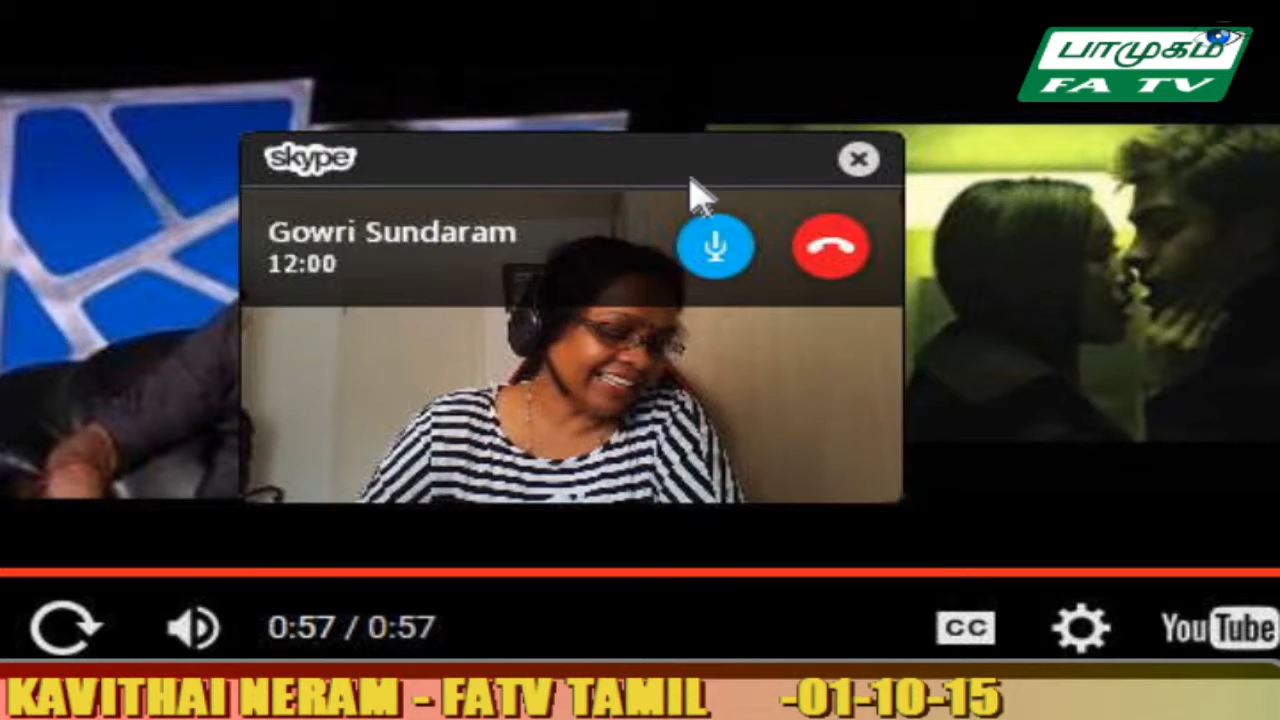 பாமுகம்
FA TV
skype
Gowri Sundaram
12:00
0:57 / 0:57
CC
YouTube
KAVITHAI NERAM - FATV TAMIL -01-10-15